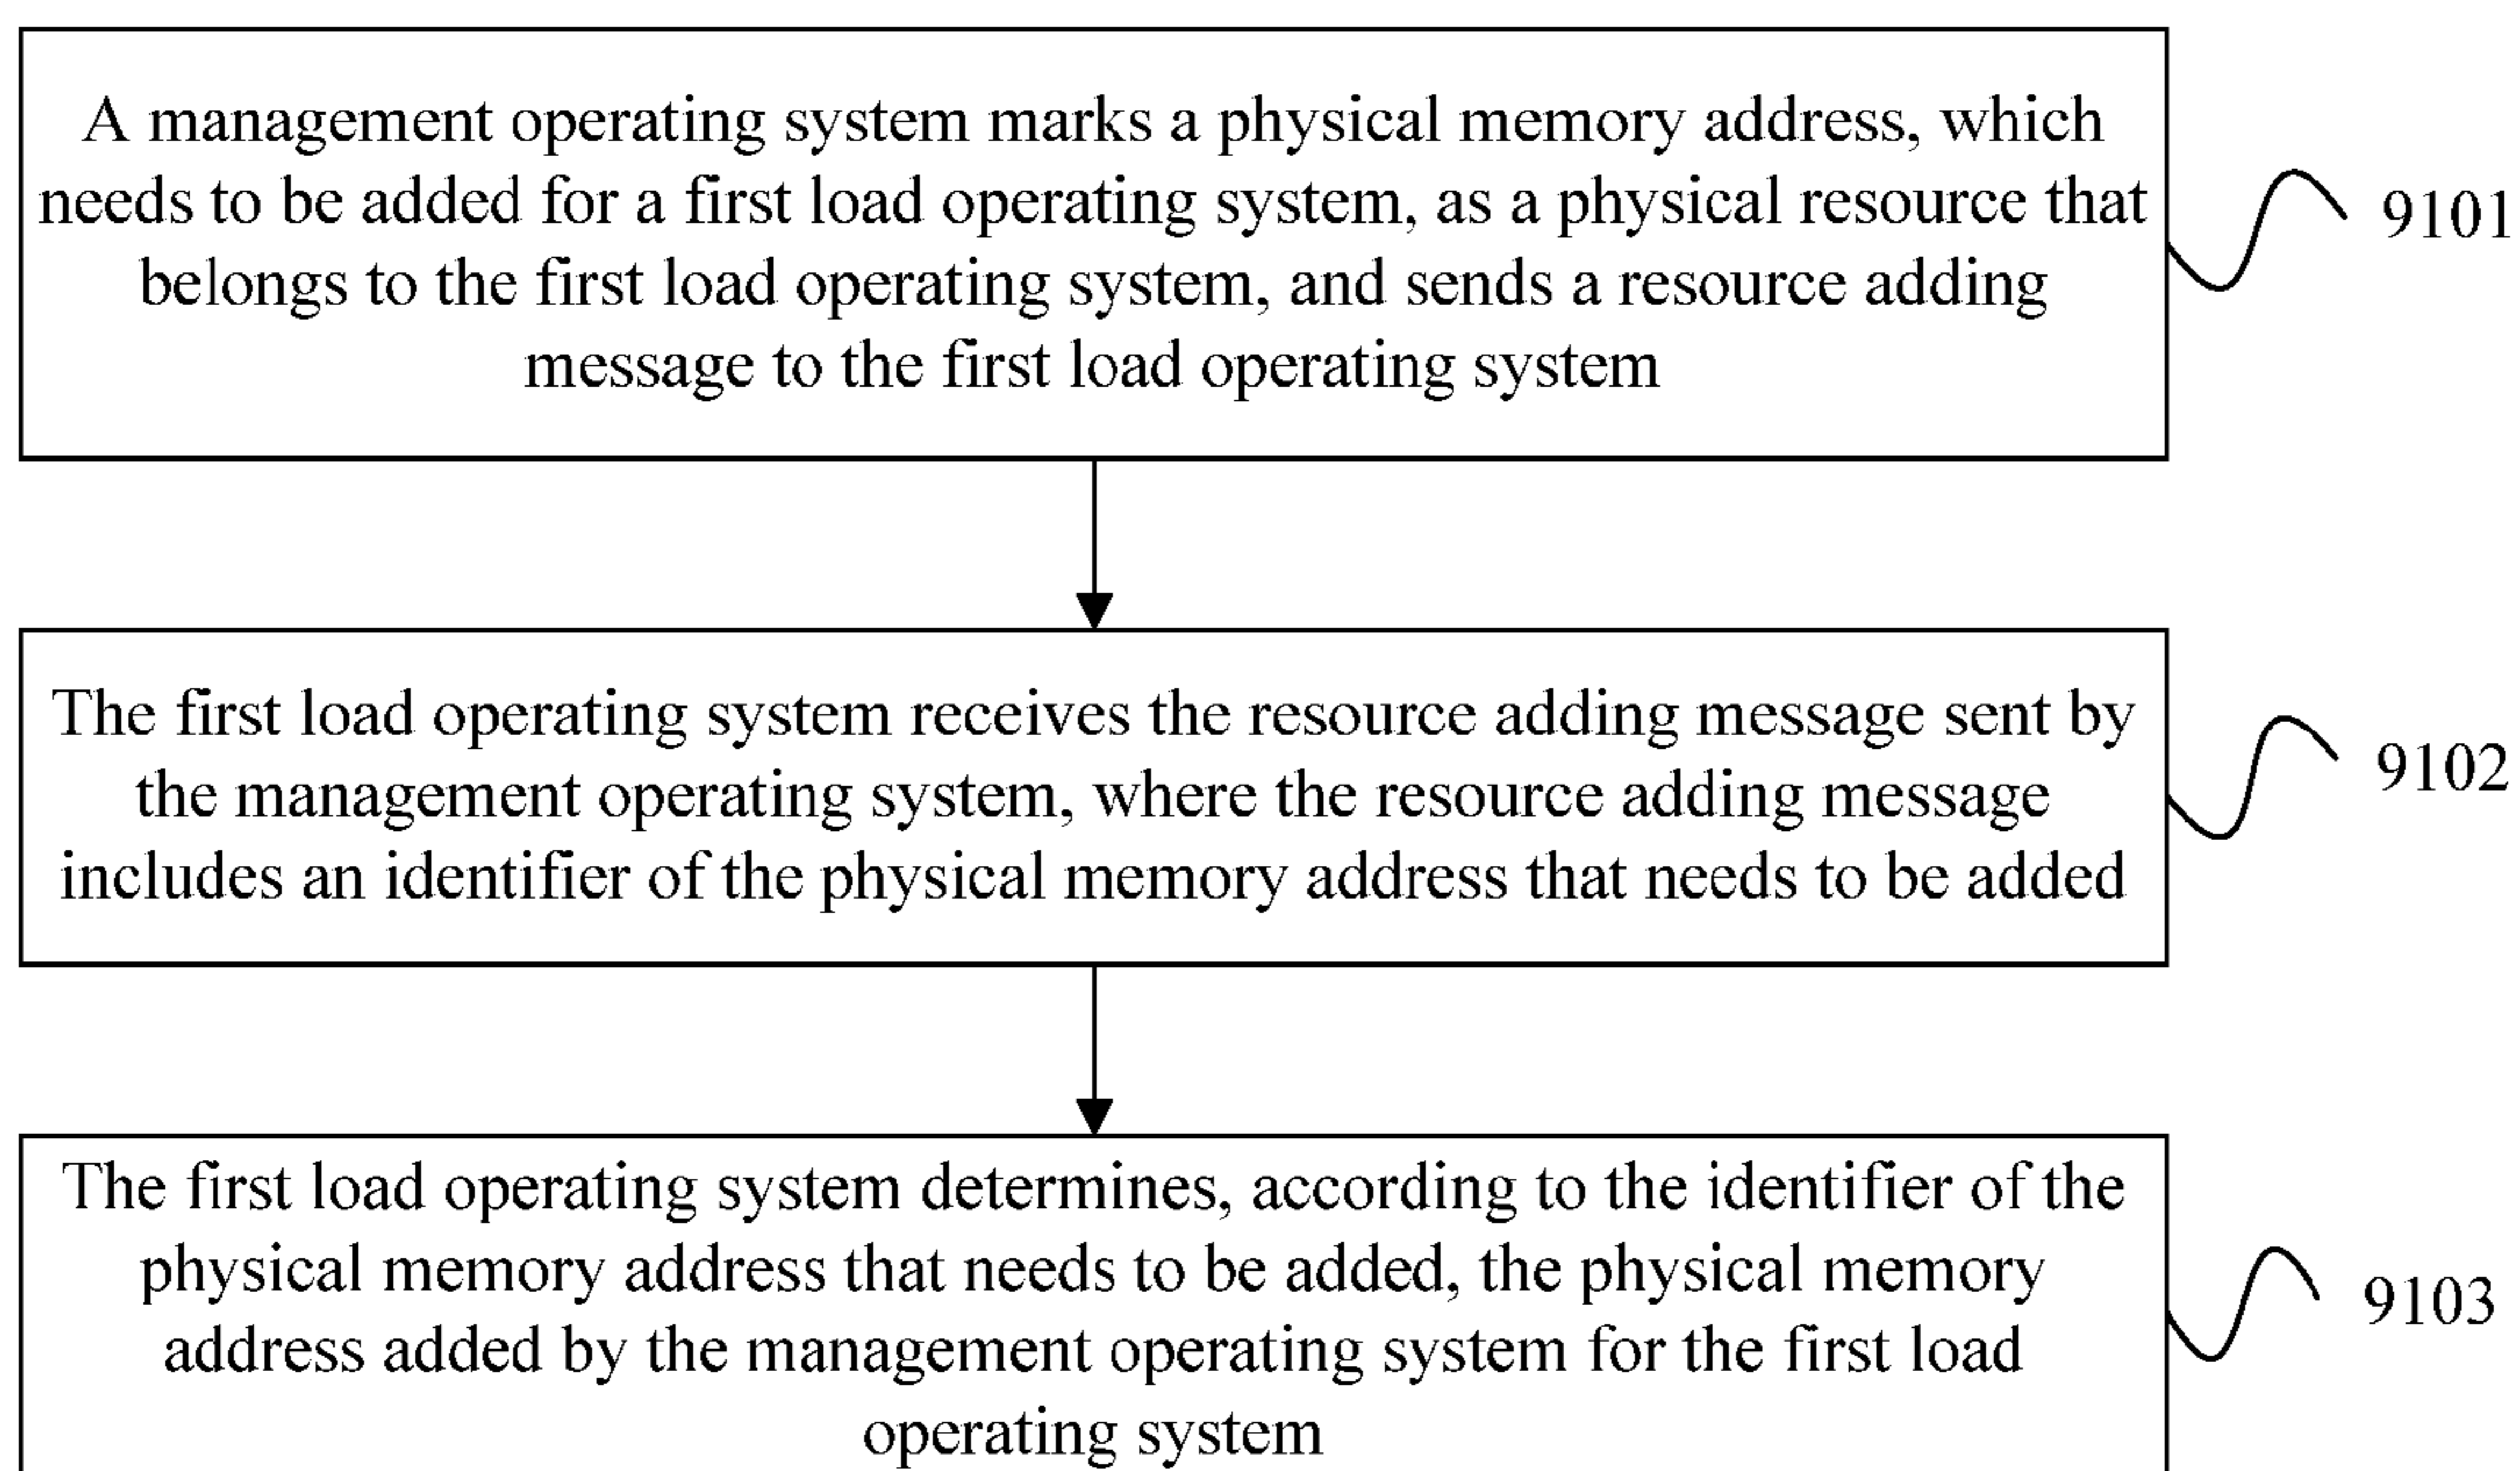 A management operating system marks a physical memory address, which
needs to be added for a first load operating system, as a physical resource that
belongs to the first load operating system, and sends a resource adding
message to the first load operating system
9101
The first load operating system receives the resource adding message sent by
the management operating system, where the resource adding message
includes an identifier of the physical memory address that needs to be added
9102
The first load operating system determines, according to the identifier of the
physical memory address that needs to be added, the physical memory
address added by the management operating system for the first load
operating system
9103